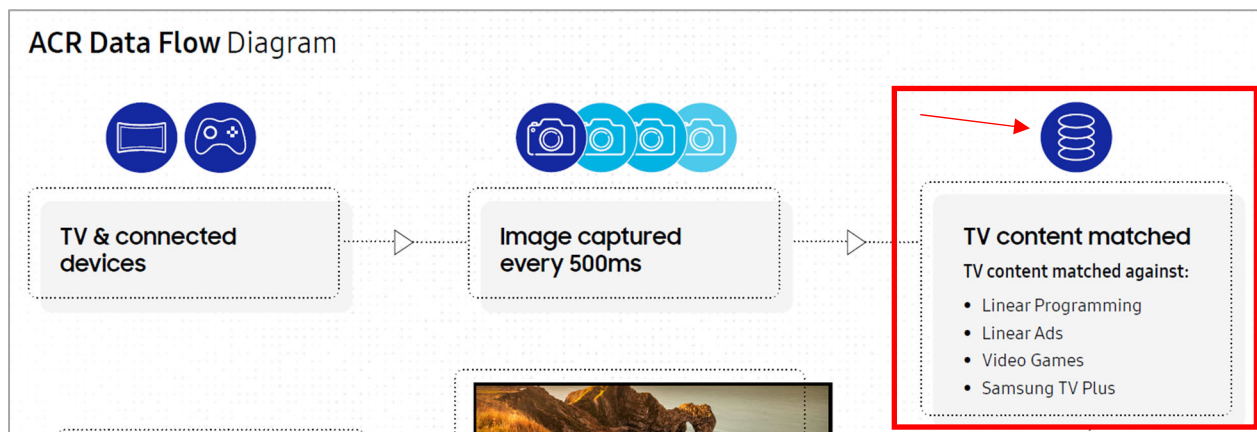 ACR Data Flow Diagram
TV & connected
devices
Image captured
every 500ms
TV content matched
TV content matched against:
• Linear Programming
• Linear Ads
• Video Games
• Samsung TV Plus